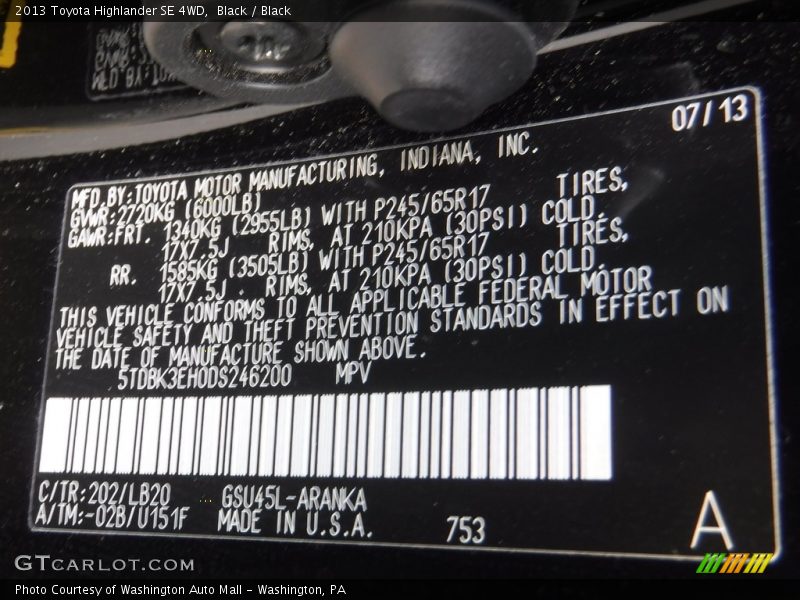 2013 Toyota Highlander SE 4WD, Black / Black
07/13
MFD.BY:TOYOTA MOTOR MANUFACTURING, INDIANA, INC.
GVWR:2720KG (6000LB)
GAWR:FRT. 1340KG (2955LB) WITH P245/65R17 TIRES,
17X7.5J RIMS, AT 210KPA (30PSI) COLD.
RR. 1585KG (3505LB) WITH P245/65R17 TIRES,
17X7.5J RIMS, AT 210KPA (30PSI) COLD.
THIS VEHICLE CONFORMS TO ALL APPLICABLE FEDERAL MOTOR
VEHICLE SAFETY AND THEFT PREVENTION STANDARDS IN EFFECT ON
THE DATE OF MANUFACTURE SHOWN ABOVE.
5TDBK3EH0DS246200 MPV
C/TR:202/LB20 GSU45L-ARANKA
A/TM:-02B/U151F MADE IN U.S.A. 753
A
GTCARLOT.COM
Photo Courtesy of Washington Auto Mall - Washington, PA